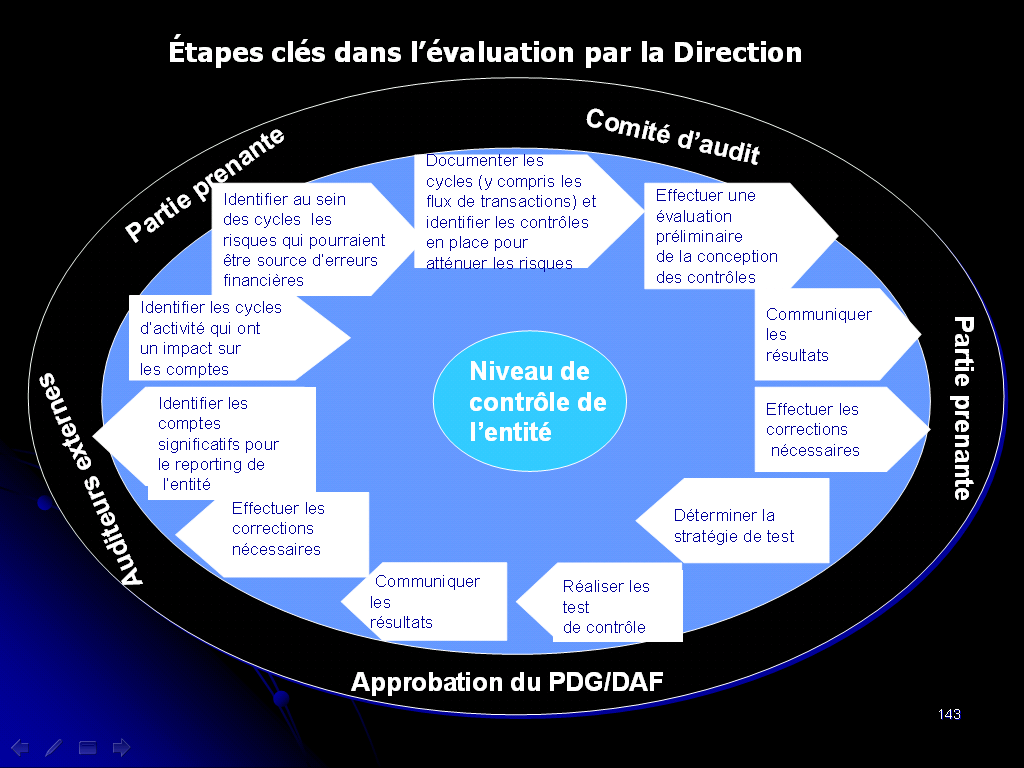 Étapes clés dans l’évaluation par la Direction
Partie prenante
Comité d’audit
Documenter les
cycles (y compris les
flux de transactions) et
identifier les contrôles
en place pour
atténuer les risques
Identifier au sein
des cycles les
risques qui pourraient
être source d’erreurs
financières
Effectuer une
évaluation
préliminaire
de la conception
des contrôles
Identifier les cycles
d’activité qui ont
un impact sur
les comptes
Communiquer
les
résultats
Partie prenante
Niveau de
contrôle de
l’entité
Identifier les
comptes
significatifs pour
le reporting de
l’entité
Effectuer les
corrections
nécessaires
Auditeurs externes
Effectuer les
corrections
nécessaires
Déterminer la
stratégie de test
Communiquer
les
résultats
Réaliser les
test
de contrôle
Approbation du PDG/DAF
143